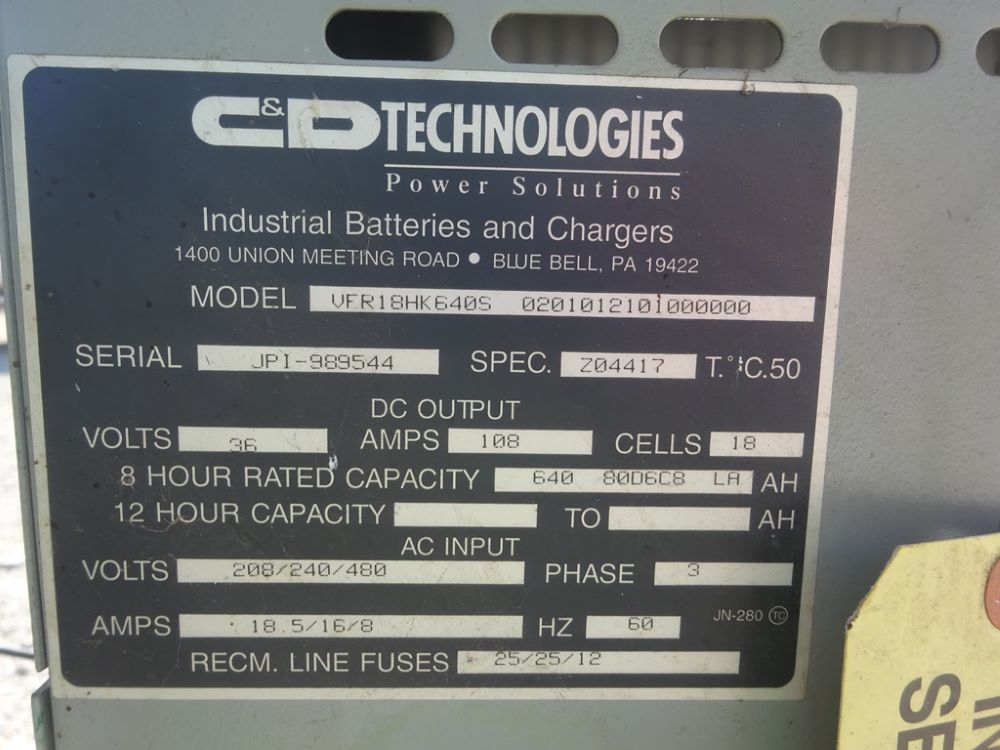 C&D TECHNOLOGIES
Power Solutions
Industrial Batteries and Chargers
1400 UNION MEETING ROAD • BLUE BELL, PA 19422
MODEL VFR18HK640S 0201012101000000
SERIAL JPI-989544 SPEC. Z04417 T.°C.50
DC OUTPUT
VOLTS 36 AMPS 108 CELLS 18
8 HOUR RATED CAPACITY 640 80D6C8 LA AH
12 HOUR CAPACITY TO AH
AC INPUT
VOLTS 208/240/480 PHASE 3
AMPS 18.5/16/8 HZ 60
JN-280 TC
RECM. LINE FUSES 25/25/12